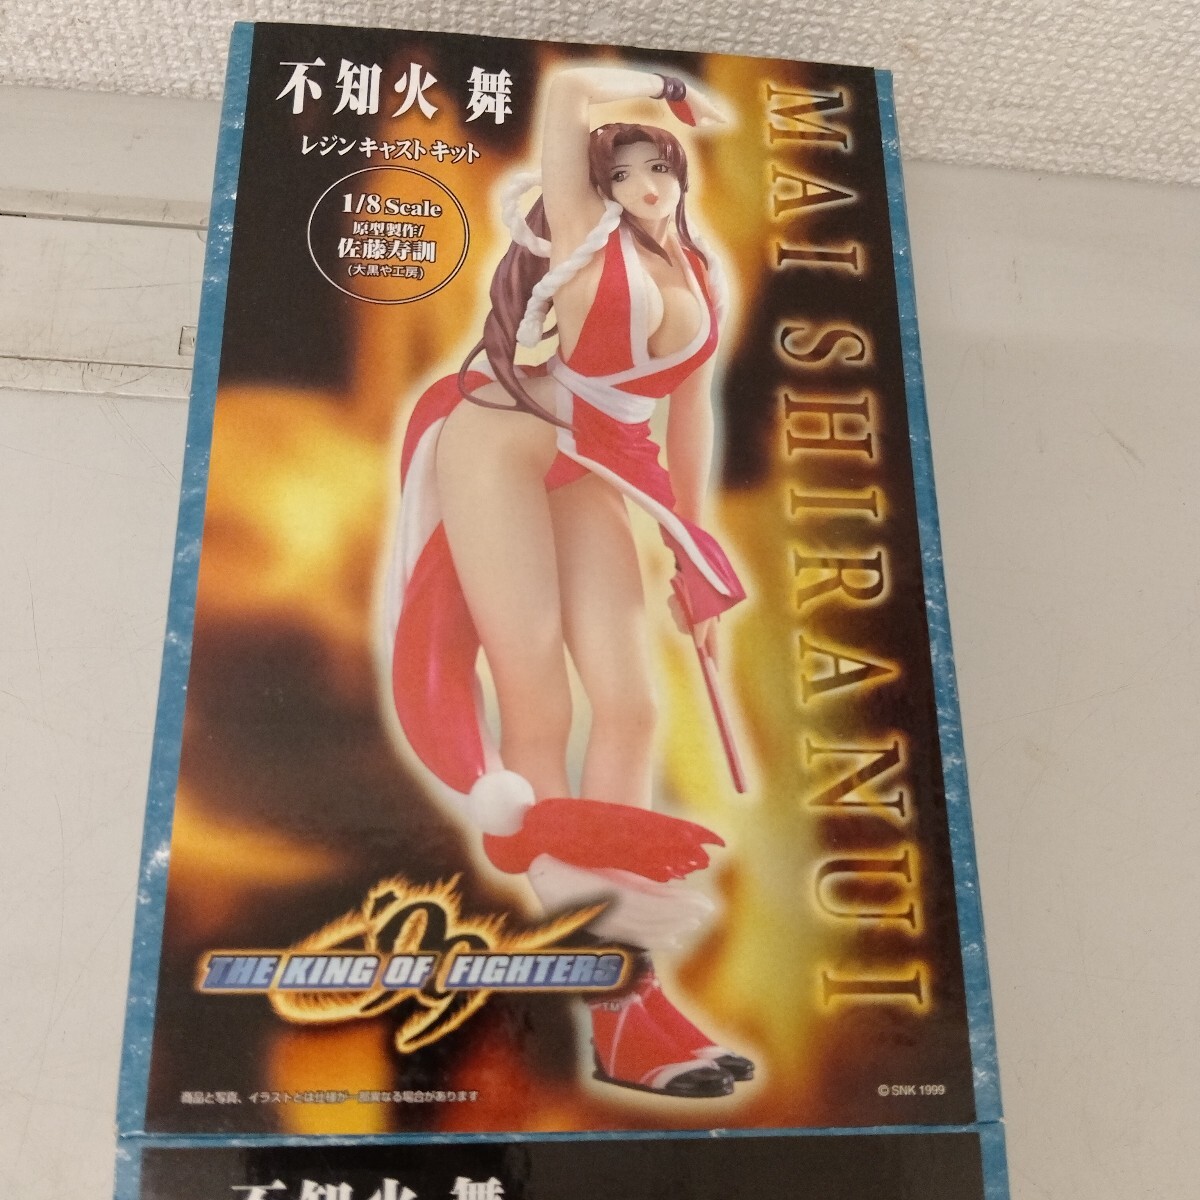 不知火 舞
レジンキャストキット
1/8 Scale
原型製作/
佐藤寿訓
(大黒や工房)
MAI SHIRANUI
'99
THE KING OF FIGHTERS
TM
商品と写真、イラストとは仕様が一部異なる場合があります
© SNK 1999
不知火 舞